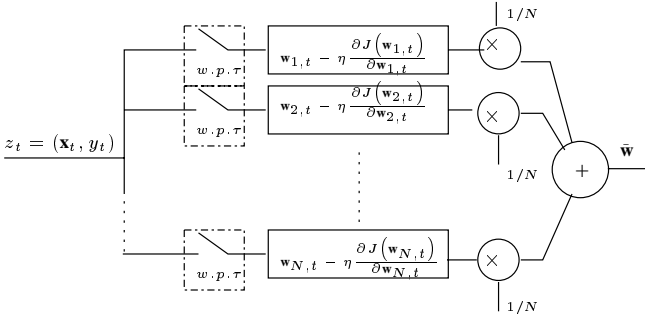 1/N
×
w.p.τ
w_{1,t} − η ∂J(w_{1,t}) / ∂w_{1,t}
w_{2,t} − η ∂J(w_{2,t}) / ∂w_{2,t}
w.p.τ
×
z_t = (x_t, y_t)
1/N
+
w̄
w_{N,t} − η ∂J(w_{N,t}) / ∂w_{N,t}
w.p.τ
×
1/N